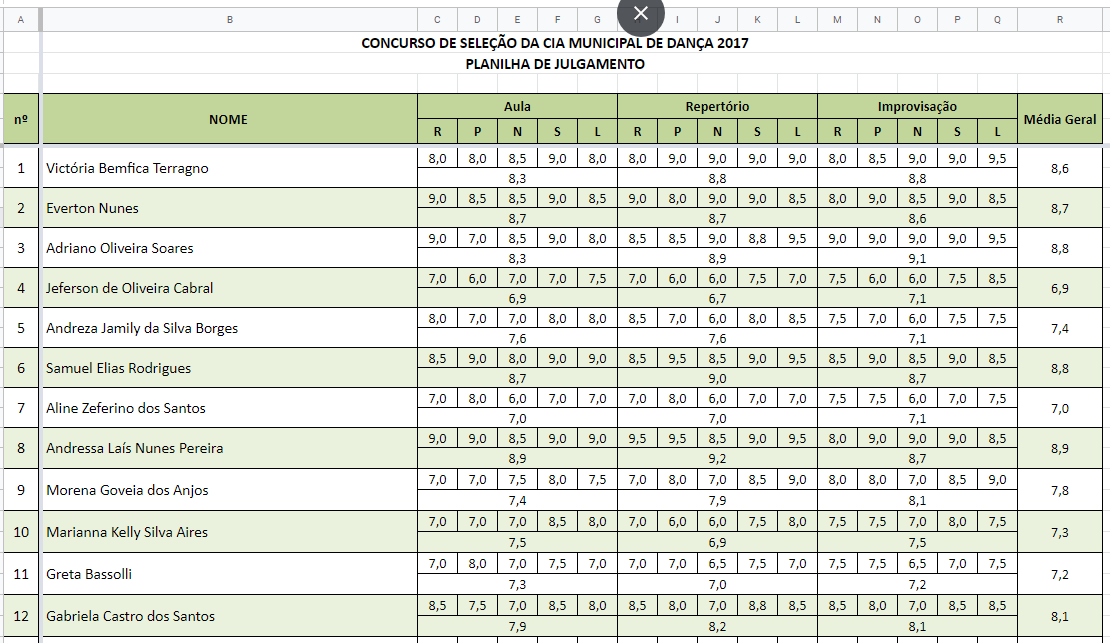 A B C D E F G I J K L M N O P Q R
CONCURSO DE SELEÇÃO DA CIA MUNICIPAL DE DANÇA 2017
PLANILHA DE JULGAMENTO
nº NOME Aula Repertório Improvisação Média Geral
R P N S L R P N S L R P N S L
1 Victória Bemfica Terragno 8,0 8,0 8,5 9,0 8,0 8,0 9,0 9,0 9,0 9,0 8,0 8,5 9,0 9,0 9,5 8,6
8,3 8,8 8,8
2 Everton Nunes 9,0 8,5 8,5 9,0 8,5 9,0 8,0 9,0 9,0 8,5 8,0 9,0 8,5 9,0 8,5 8,7
8,7 8,7 8,6
3 Adriano Oliveira Soares 9,0 7,0 8,5 9,0 8,0 8,5 8,5 9,0 8,8 9,5 9,0 9,0 9,0 9,0 9,5 8,8
8,3 8,9 9,1
4 Jeferson de Oliveira Cabral 7,0 6,0 7,0 7,0 7,5 7,0 6,0 6,0 7,5 7,0 7,5 6,0 6,0 7,5 8,5 6,9
6,9 6,7 7,1
5 Andreza Jamily da Silva Borges 8,0 7,0 7,0 8,0 8,0 8,5 7,0 6,0 8,0 8,5 7,5 7,0 6,0 7,5 7,5 7,4
7,6 7,6 7,1
6 Samuel Elias Rodrigues 8,5 9,0 8,0 9,0 9,0 8,5 9,5 8,5 9,0 9,5 8,5 9,0 8,5 9,0 8,5 8,8
8,7 9,0 8,7
7 Aline Zeferino dos Santos 7,0 8,0 6,0 7,0 7,0 7,0 8,0 6,0 7,0 7,0 7,5 7,5 6,0 7,0 7,5 7,0
7,0 7,0 7,1
8 Andressa Laís Nunes Pereira 9,0 9,0 8,5 9,0 9,0 9,5 9,5 8,5 9,0 9,5 8,0 9,0 9,0 9,0 8,5 8,9
8,9 9,2 8,7
9 Morena Goveia dos Anjos 7,0 7,0 7,5 8,0 7,5 7,0 8,0 7,0 8,5 9,0 8,0 8,0 7,0 8,5 9,0 7,8
7,4 7,9 8,1
10 Marianna Kelly Silva Aires 7,0 7,0 7,0 8,5 8,0 7,0 6,0 6,0 7,5 8,0 7,5 7,5 7,0 8,0 7,5 7,3
7,5 6,9 7,5
11 Greta Bassolli 7,0 8,0 7,0 7,5 7,0 7,0 7,0 6,5 7,5 7,0 7,5 7,5 6,5 7,0 7,5 7,2
7,3 7,0 7,2
12 Gabriela Castro dos Santos 8,5 7,5 7,0 8,5 8,0 8,5 8,0 7,0 8,8 8,5 8,5 8,0 7,0 8,5 8,5 8,1
7,9 8,2 8,1